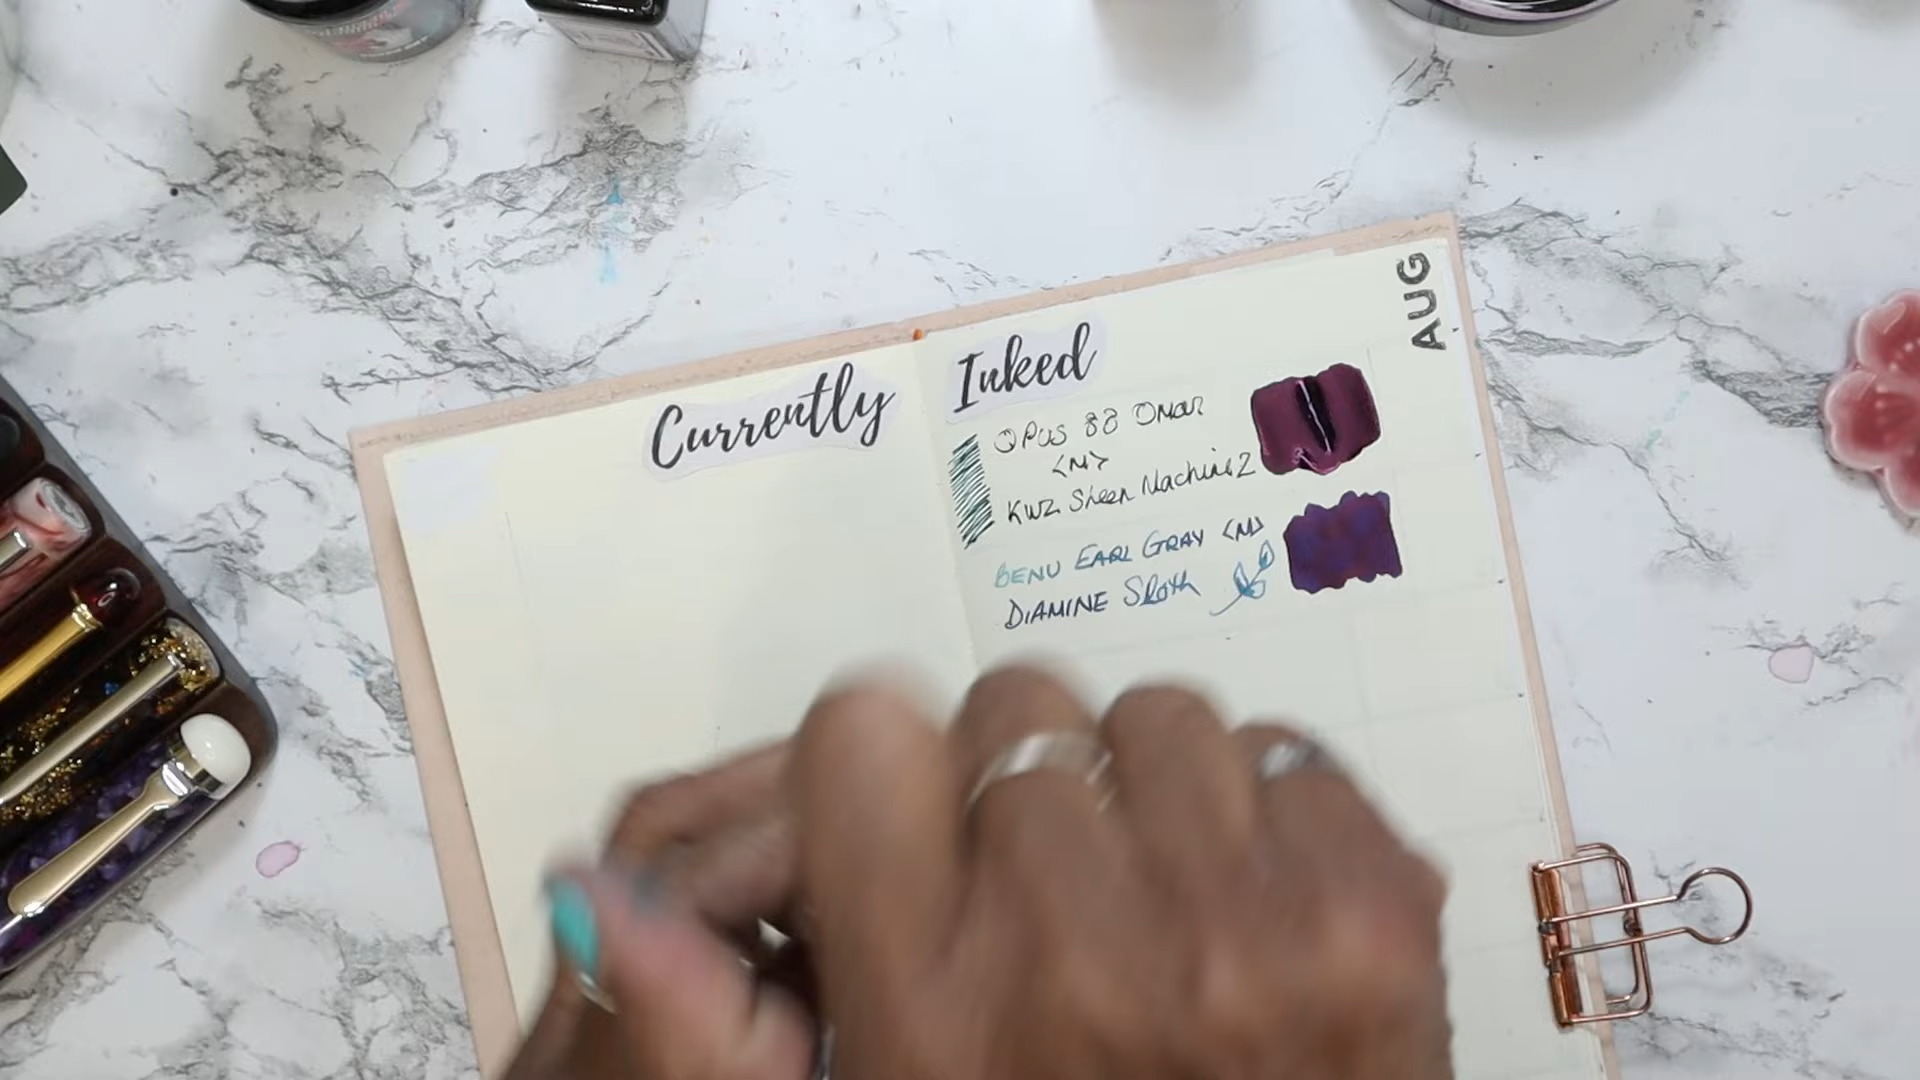 AUG
Currently
Inked
OPUS 88 OMAR
<M>
KWZ Sheen Machine 2
BENU EARL GRAY <M>
DIAMINE Sloth